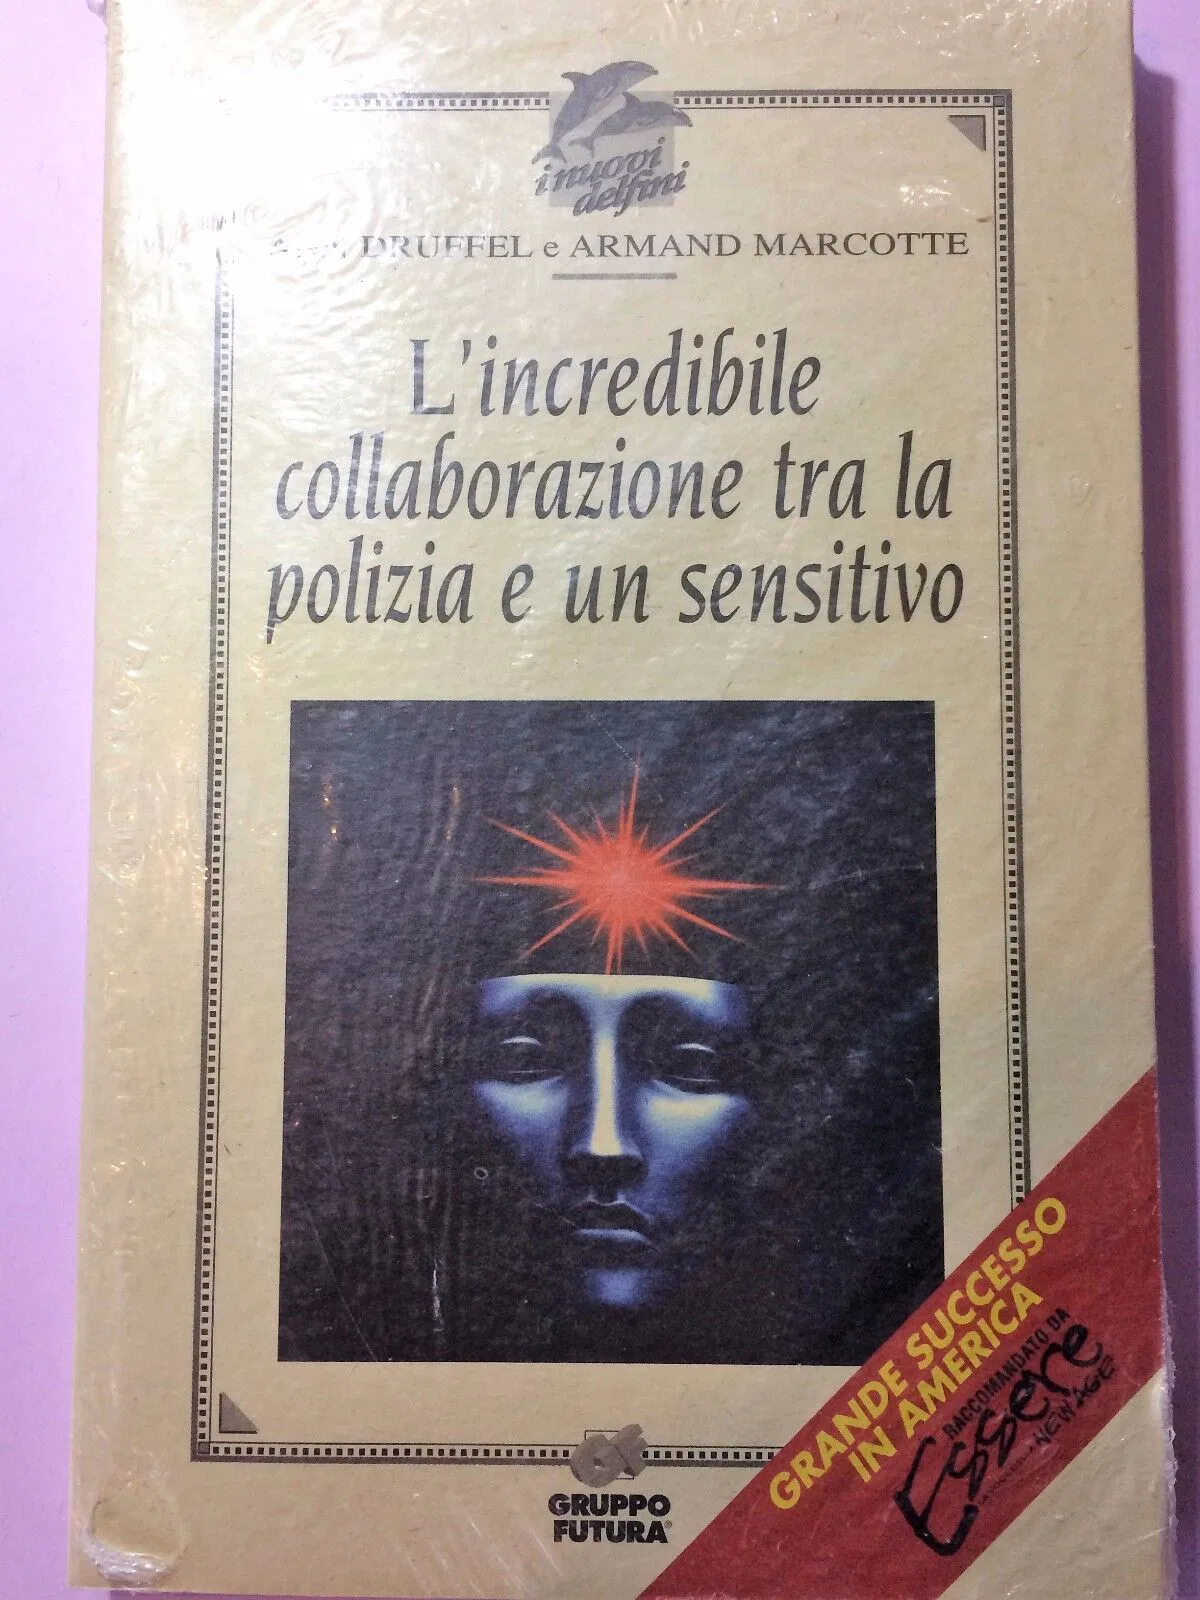 i nuovi
delfini
DRUFFEL e ARMAND MARCOTTE
L'incredibile
collaborazione tra la
polizia e un sensitivo
GRANDE SUCCESSO
IN AMERICA
RACCOMANDATO DA
Essere
NEW AGE
GRUPPO
FUTURA